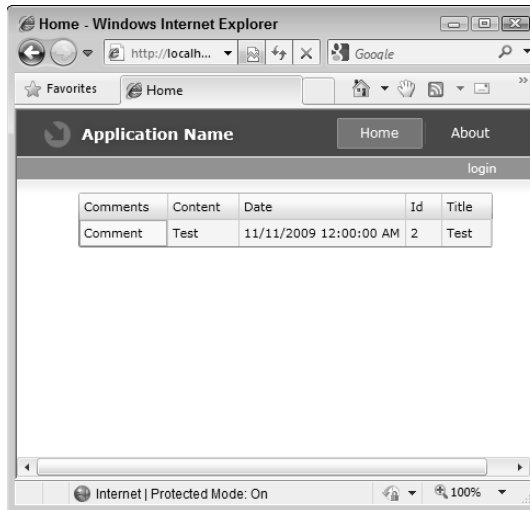 Home - Windows Internet Explorer
http://localh...
Google
Favorites
Home
»
Application Name
Home
About
login
Comments Content Date Id Title
Comment Test 11/11/2009 12:00:00 AM 2 Test
Internet | Protected Mode: On
100%